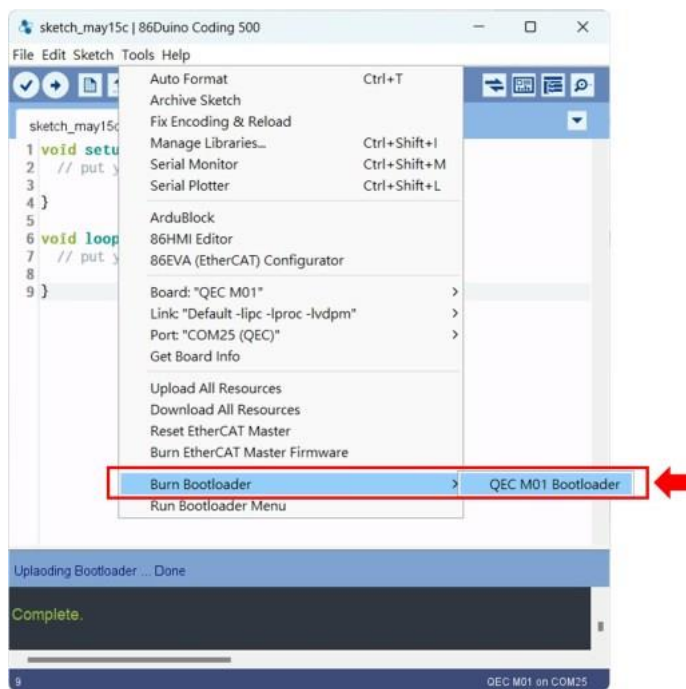 sketch_may15c | 86Duino Coding 500
File Edit Sketch Tools Help
sketch_may15c
1 void setu
2 // put y
3
4 }
5
6 void loop
7 // put y
8
9 }
Auto Format Ctrl+T
Archive Sketch
Fix Encoding & Reload
Manage Libraries... Ctrl+Shift+I
Serial Monitor Ctrl+Shift+M
Serial Plotter Ctrl+Shift+L
ArduBlock
86HMI Editor
86EVA (EtherCAT) Configurator
Board: "QEC M01"
Link: "Default -lipc -lproc -lvdpm"
Port: "COM25 (QEC)"
Get Board Info
Upload All Resources
Download All Resources
Reset EtherCAT Master
Burn EtherCAT Master Firmware
Burn Bootloader QEC M01 Bootloader
Run Bootloader Menu
Uplaoding Bootloader ... Done
Complete.
9 QEC M01 on COM25